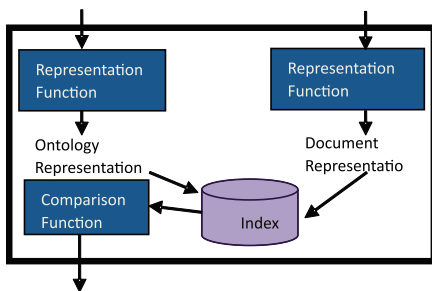 Representation
Function
Representation
Function
Ontology
Representation
Document
Representatio
Comparison
Function
Index